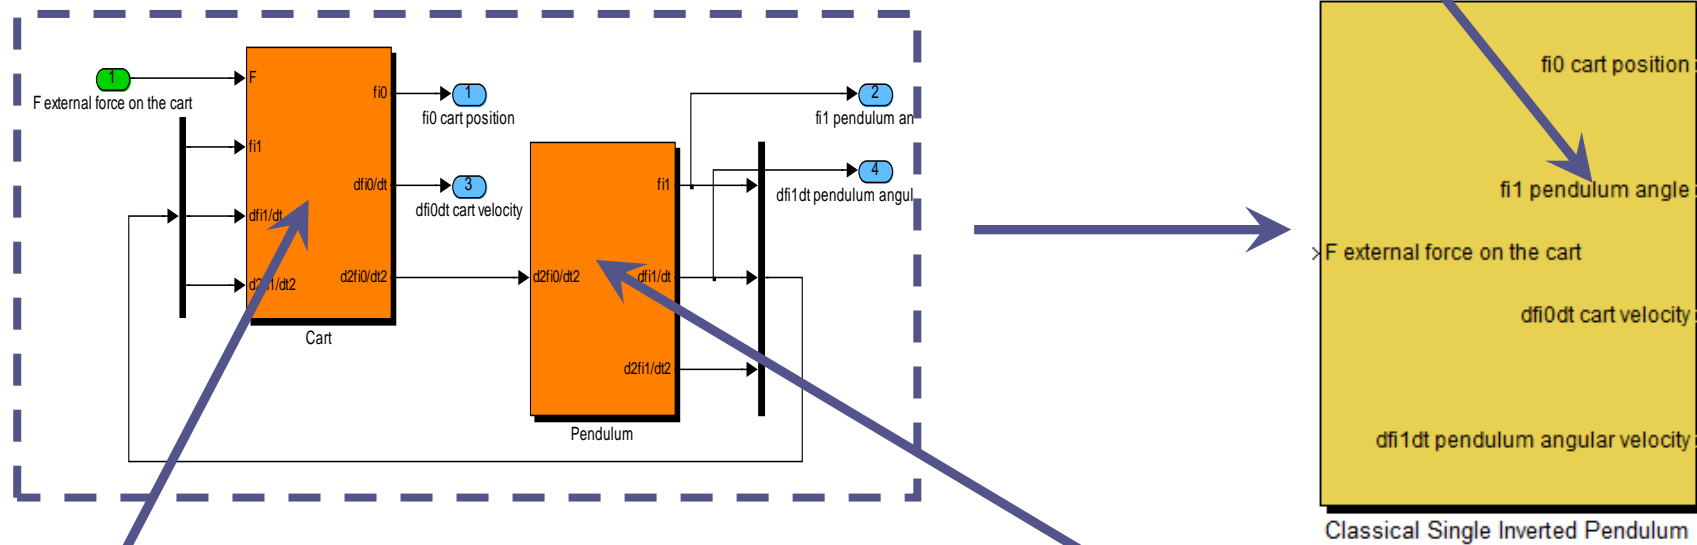 1
F external force on the cart
F
fi1
dfi1/dt
d2fi1/dt2
fi0
dfi0/dt
d2fi0/dt2
Cart
1
fi0 cart position
3
dfi0dt cart velocity
d2fi0/dt2
fi1
dfi1/dt
d2fi1/dt2
Pendulum
2
fi1 pendulum an
4
dfi1dt pendulum angul
fi0 cart position
fi1 pendulum angle
F external force on the cart
dfi0dt cart velocity
dfi1dt pendulum angular velocity
Classical Single Inverted Pendulum